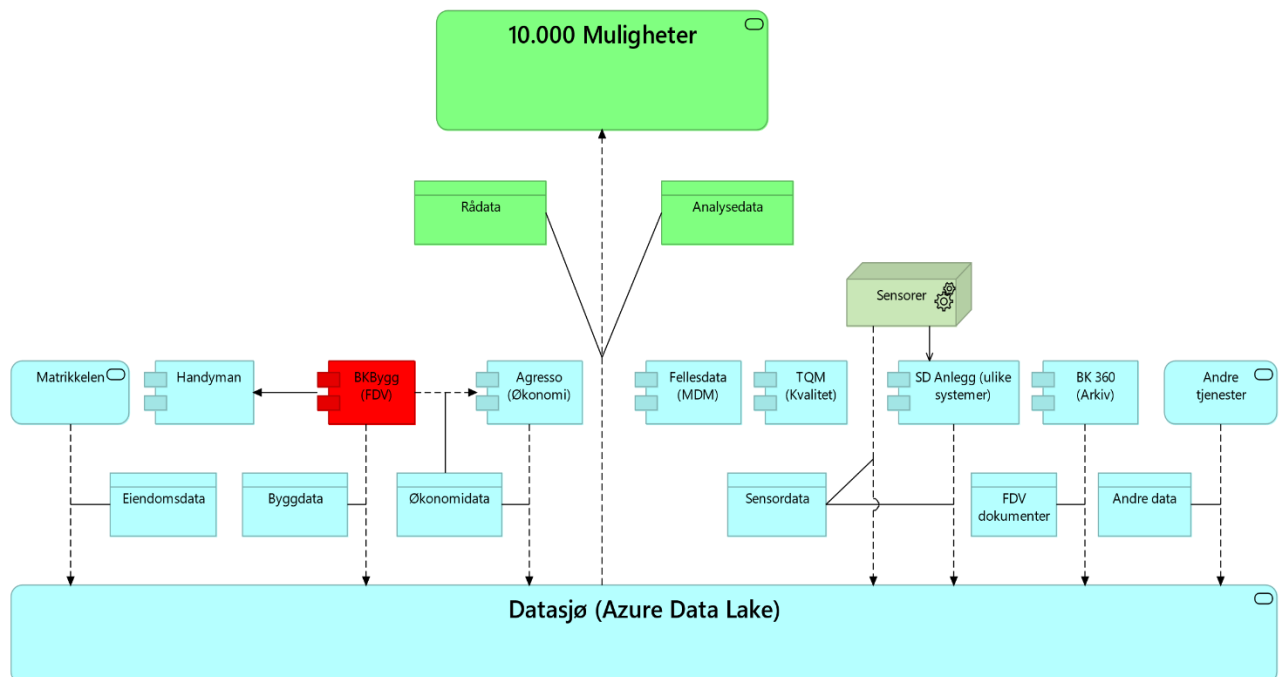 10.000 Muligheter
Rådata
Analysedata
Sensorer
Matrikkelen
Handyman
BKBygg
(FDV)
Agresso
(Økonomi)
Fellesdata
(MDM)
TQM
(Kvalitet)
SD Anlegg (ulike
systemer)
BK 360
(Arkiv)
Andre
tjenester
Eiendomsdata
Byggdata
Økonomidata
Sensordata
FDV
dokumenter
Andre data
Datasjø (Azure Data Lake)